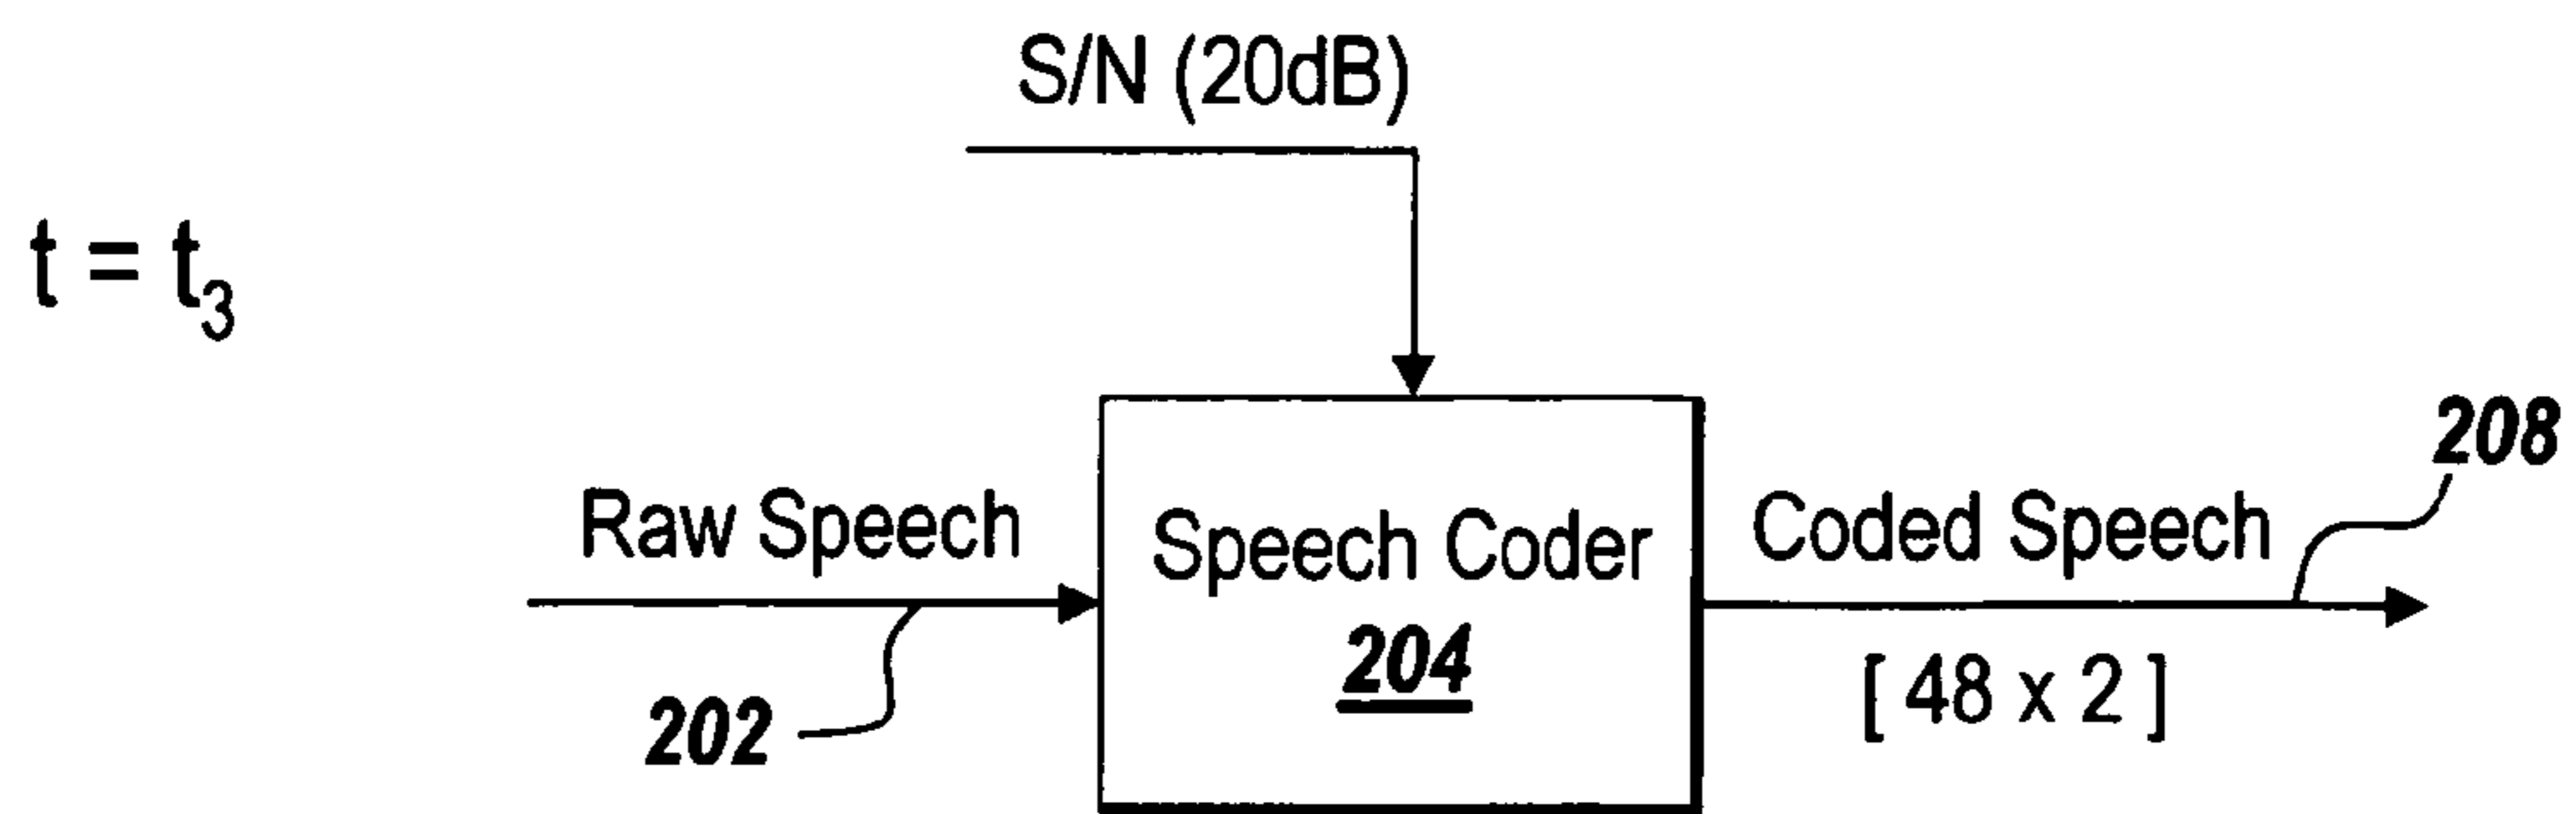 S/N (20dB)
t = t₃
208
Raw Speech
Speech Coder
Coded Speech
204
[ 48 x 2 ]
202